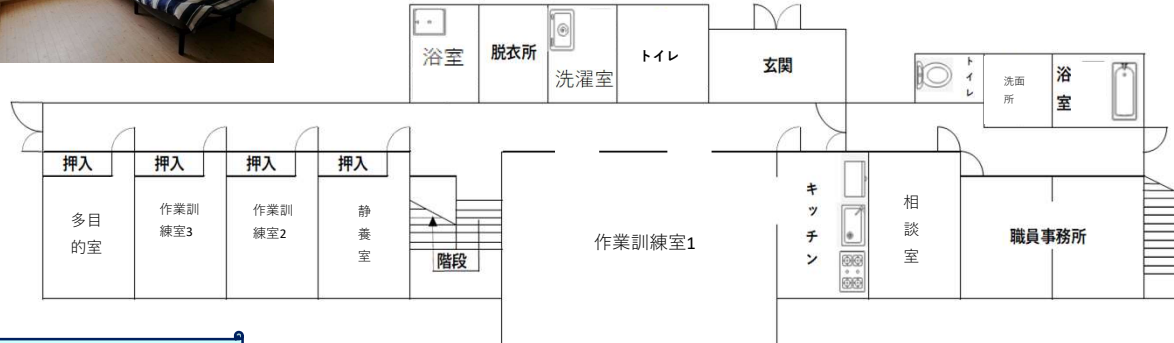 浴室
脱衣所
洗濯室
トイレ
玄関
トイレ
洗面
所
浴
室
押入
押入
押入
押入
多目
的室
作業訓
練室3
作業訓
練室2
静
養
室
階段
作業訓練室1
キ
ッ
チ
ン
相
談
室
職員事務所